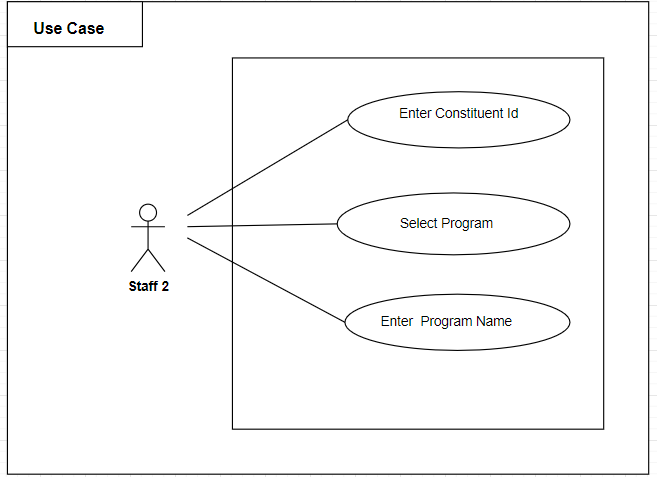 Use Case
Enter Constituent Id
Select Program
Staff 2
Enter  Program Name